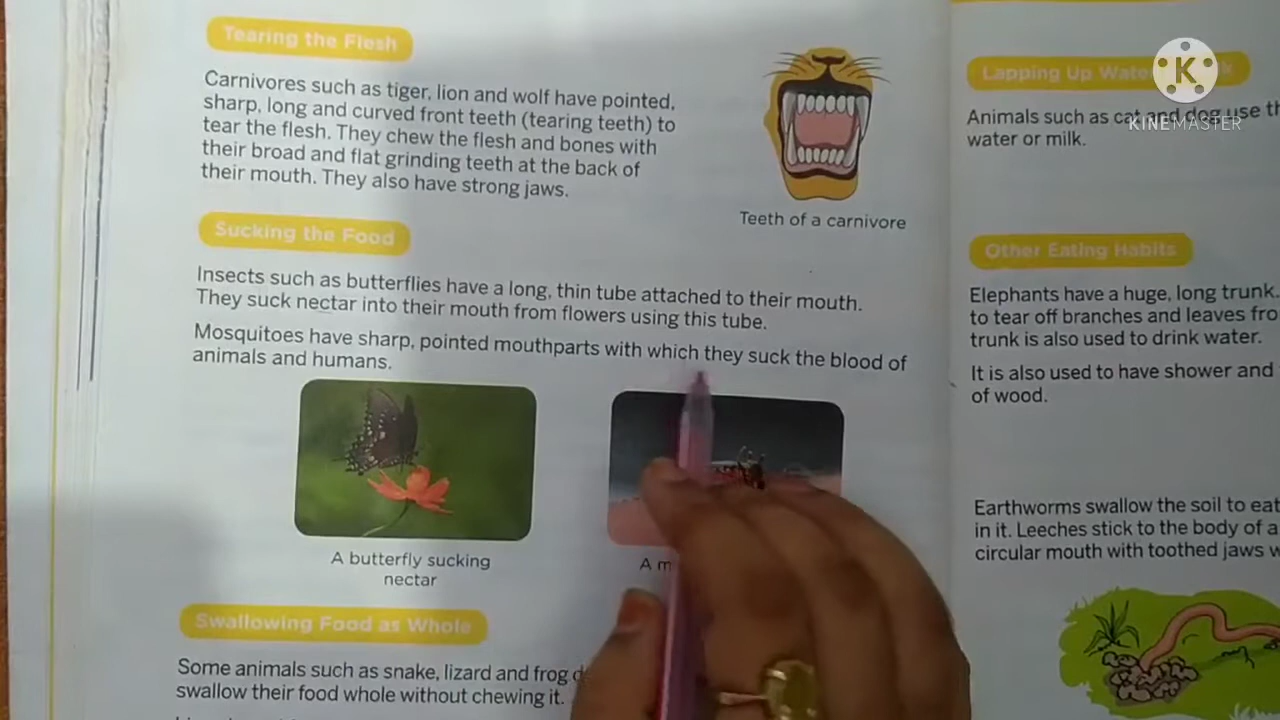 Tearing the Flesh
Carnivores such as tiger, lion and wolf have pointed,
sharp, long and curved front teeth (tearing teeth) to
tear the flesh. They chew the flesh and bones with
their broad and flat grinding teeth at the back of
their mouth. They also have strong jaws.
Teeth of a carnivore
Sucking the Food
Insects such as butterflies have a long, thin tube attached to their mouth.
They suck nectar into their mouth from flowers using this tube.
Mosquitoes have sharp, pointed mouthparts with which they suck the blood of
animals and humans.
A butterfly sucking
nectar
A
Swallowing Food as Whole
Some animals such as snake, lizard and frog
swallow their food whole without chewing it.
Lapping Up
Animals such as cat and dog use
water or milk.
Other Eating Habits
Elephants have a huge, long trunk.
to tear off branches and leaves
trunk is also used to drink water.
It is also used to have shower and
of wood.
Earthworms swallow the soil to eat
in it. Leeches stick to the body of a
circular mouth with toothed jaws
K
KINEMASTER